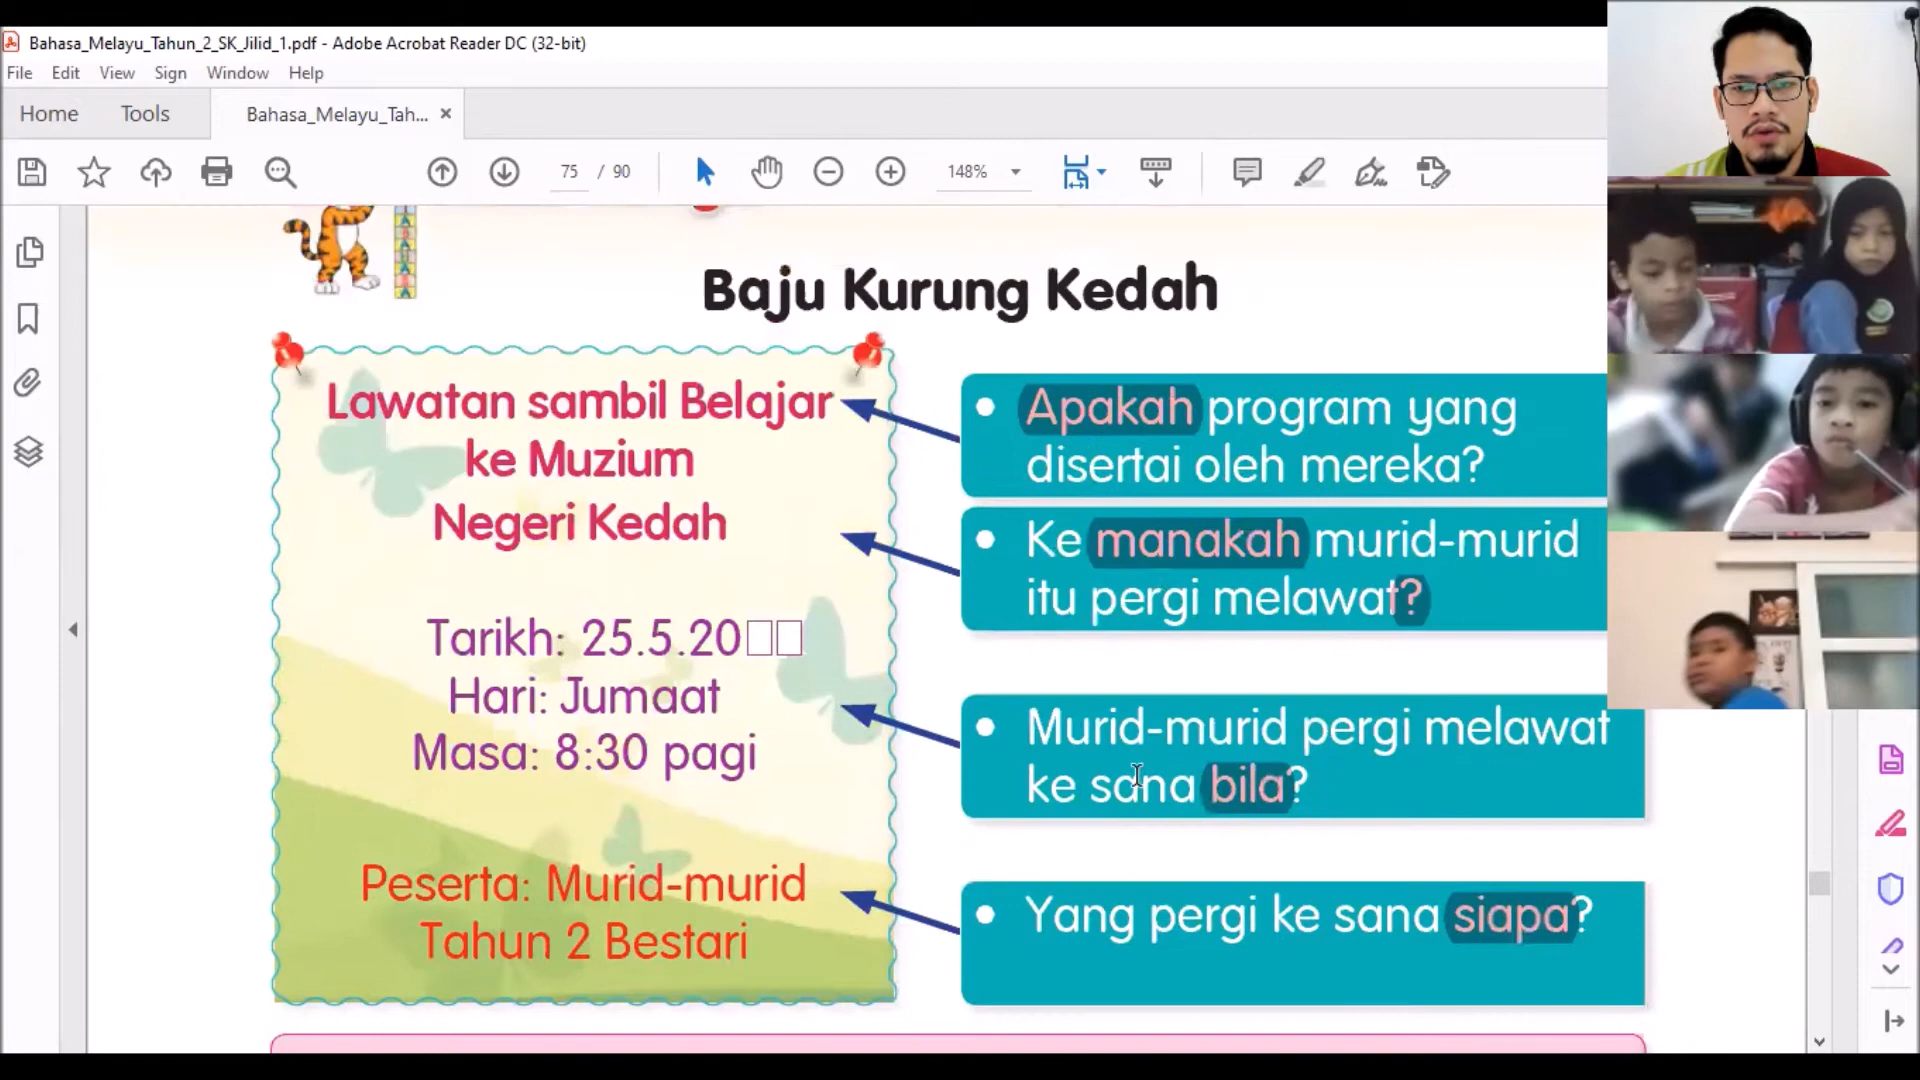 Bahasa_Melayu_Tahun_2_SK_Jilid_1.pdf - Adobe Acrobat Reader DC (32-bit)
File Edit View Sign Window Help
Home Tools Bahasa_Melayu_Tah... ×
75 / 90 148%
Baju Kurung Kedah
Lawatan sambil Belajar
ke Muzium
Negeri Kedah
Tarikh: 25.5.20□□
Hari: Jumaat
Masa: 8:30 pagi
Peserta: Murid-murid
Tahun 2 Bestari
• Apakah program yang
disertai oleh mereka?
• Ke manakah murid-murid
itu pergi melawat?
• Murid-murid pergi melawat
ke sana bila?
• Yang pergi ke sana siapa?